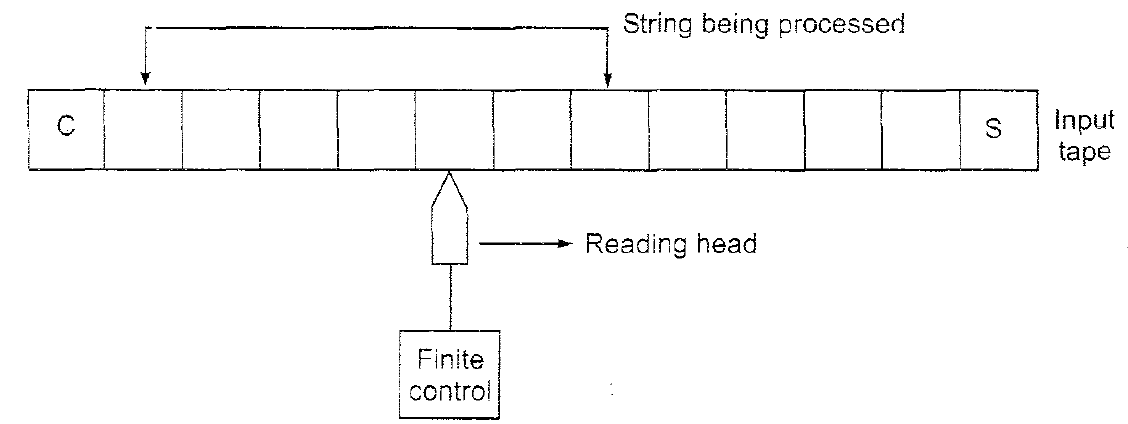 String being processed
C
S
Input
tape
Reading head
Finite
control